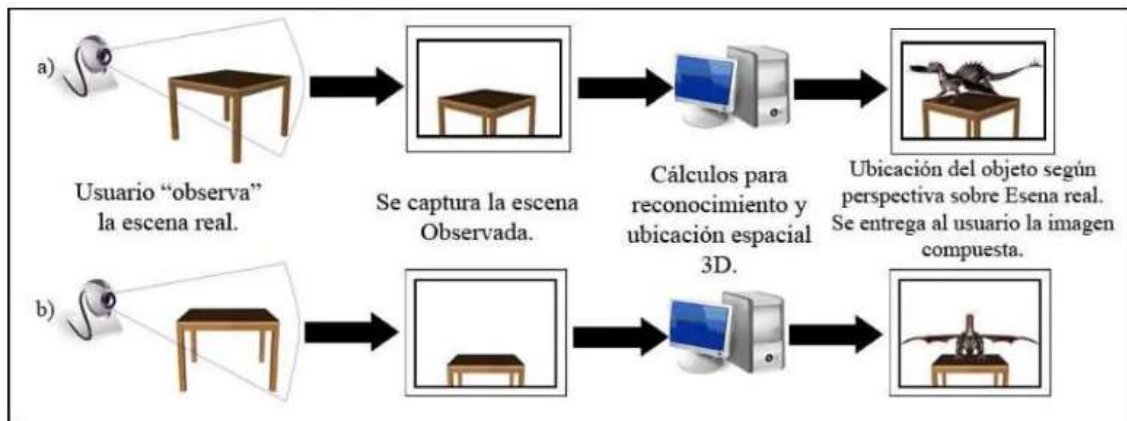 a)
Usuario “observa”
la escena real.
Se captura la escena
Observada.
Cálculos para
reconocimiento y
ubicación espacial
3D.
Ubicación del objeto según
perspectiva sobre Esena real.
Se entrega al usuario la imagen
compuesta.
b)